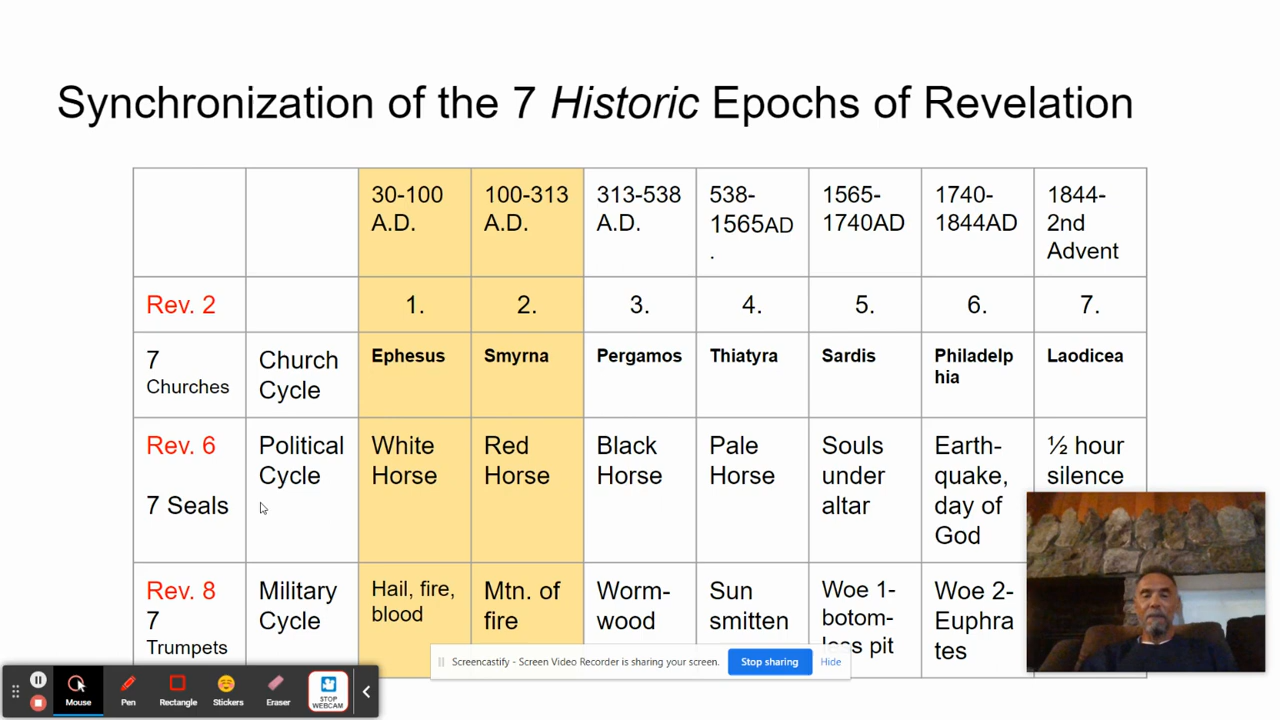 Synchronization of the 7 Historic Epochs of Revelation
30-100 A.D.
100-313 A.D.
313-538 A.D.
538-1565AD.
1565-1740AD
1740-1844AD
1844-2nd Advent
Rev. 2
1.
2.
3.
4.
5.
6.
7.
7 Churches
Church Cycle
Ephesus
Smyrna
Pergamos
Thiatyra
Sardis
Philadelphia
Laodicea
Rev. 6
7 Seals
Political Cycle
White Horse
Red Horse
Black Horse
Pale Horse
Souls under altar
Earth-quake, day of God
½ hour silence
Rev. 8
7 Trumpets
Military Cycle
Hail, fire, blood
Mtn. of fire
Worm-wood
Sun smitten
Woe 1-botom-less pit
Woe 2-Euphrates
Screencastify - Screen Video Recorder is sharing your screen.
Stop sharing
Hide
Mouse
Pen
Rectangle
Stickers
Eraser
STOP WEBCAM